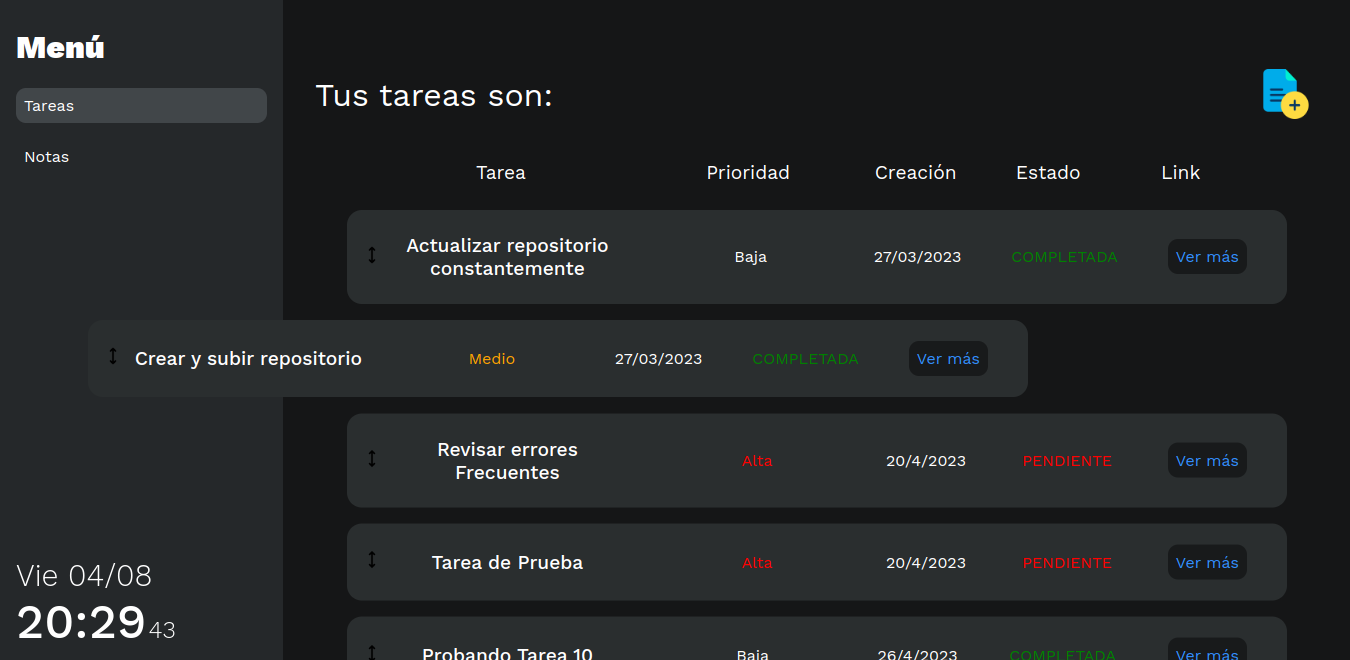 Menú
Tareas
Notas
Tus tareas son:
Tarea Prioridad Creación Estado Link
Actualizar repositorio
constantemente
Baja 27/03/2023 COMPLETADA Ver más
Crear y subir repositorio Medio 27/03/2023 COMPLETADA Ver más
Revisar errores
Frecuentes
Alta 20/4/2023 PENDIENTE Ver más
Tarea de Prueba Alta 20/4/2023 PENDIENTE Ver más
Probando Tarea 10 Baja 26/4/2023 COMPLETADA Ver más
Vie 04/08
20:29 43